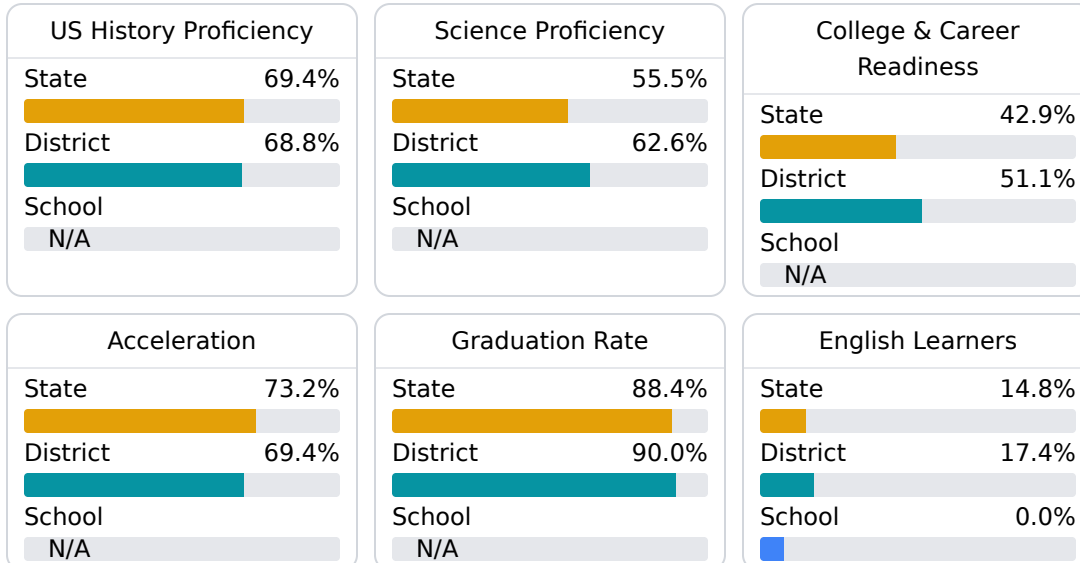 US History Proficiency
State 69.4%
District 68.8%
School
N/A
Science Proficiency
State 55.5%
District 62.6%
School
N/A
College & Career
Readiness
State 42.9%
District 51.1%
School
N/A
Acceleration
State 73.2%
District 69.4%
School
N/A
Graduation Rate
State 88.4%
District 90.0%
School
N/A
English Learners
State 14.8%
District 17.4%
School 0.0%